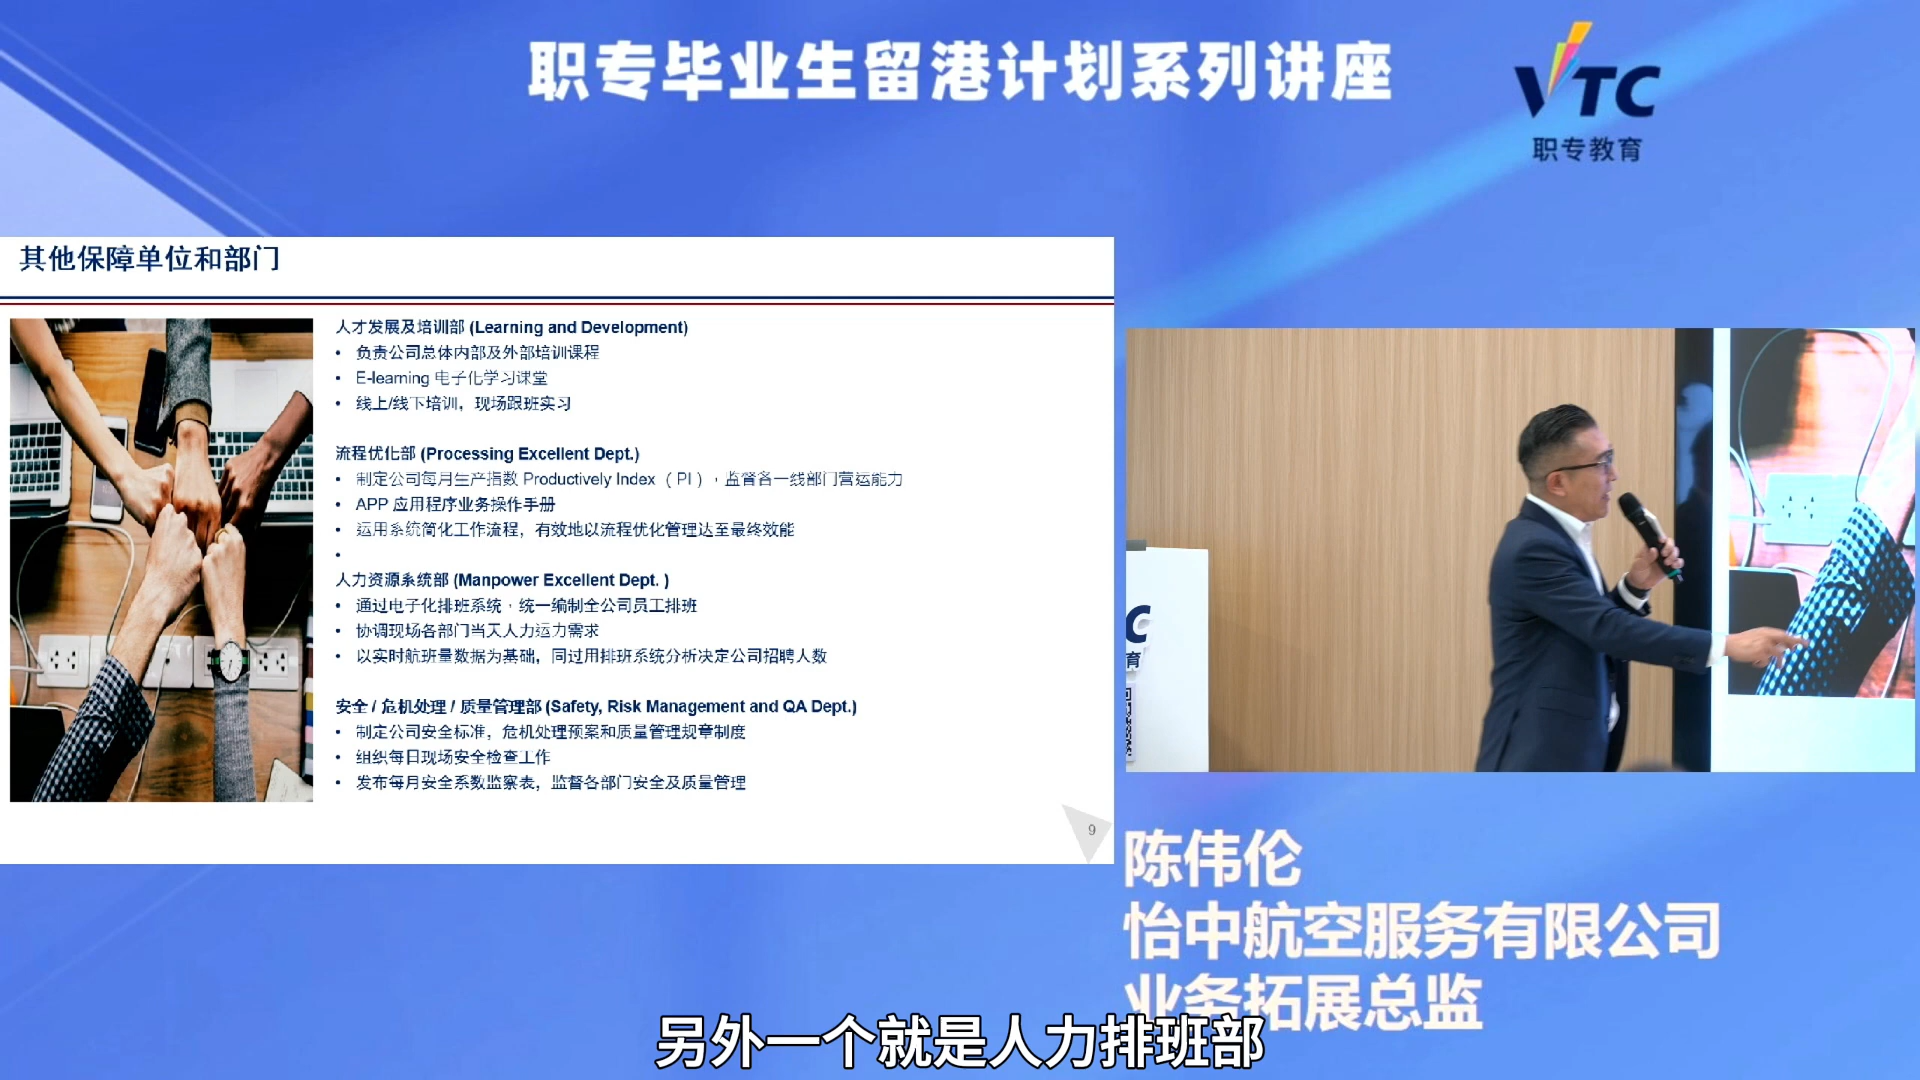 职专毕业生留港计划系列讲座
VTC
职专教育
其他保障单位和部门
人才发展及培训部 (Learning and Development)
• 负责公司总体内部及外部培训课程
• E-learning 电子化学习课堂
• 线上/线下培训，现场跟班实习
流程优化部 (Processing Excellent Dept.)
• 制定公司每月生产指数 Productively Index （ PI ），监督各一线部门营运能力
• APP 应用程序业务操作手册
• 运用系统简化工作流程，有效地以流程优化管理达至最终效能
•
人力资源系统部 (Manpower Excellent Dept. )
• 通过电子化排班系统，统一编制全公司员工排班
• 协调现场各部门当天人力运力需求
• 以实时航班量数据为基础，同过用排班系统分析决定公司招聘人数
安全 / 危机处理 / 质量管理部 (Safety, Risk Management and QA Dept.)
• 制定公司安全标准，危机处理预案和质量管理规章制度
• 组织每日现场安全检查工作
• 发布每月安全系数监察表，监督各部门安全及质量管理
9
C
育
陈伟伦
怡中航空服务有限公司
业务拓展总监
另外一个就是人力排班部